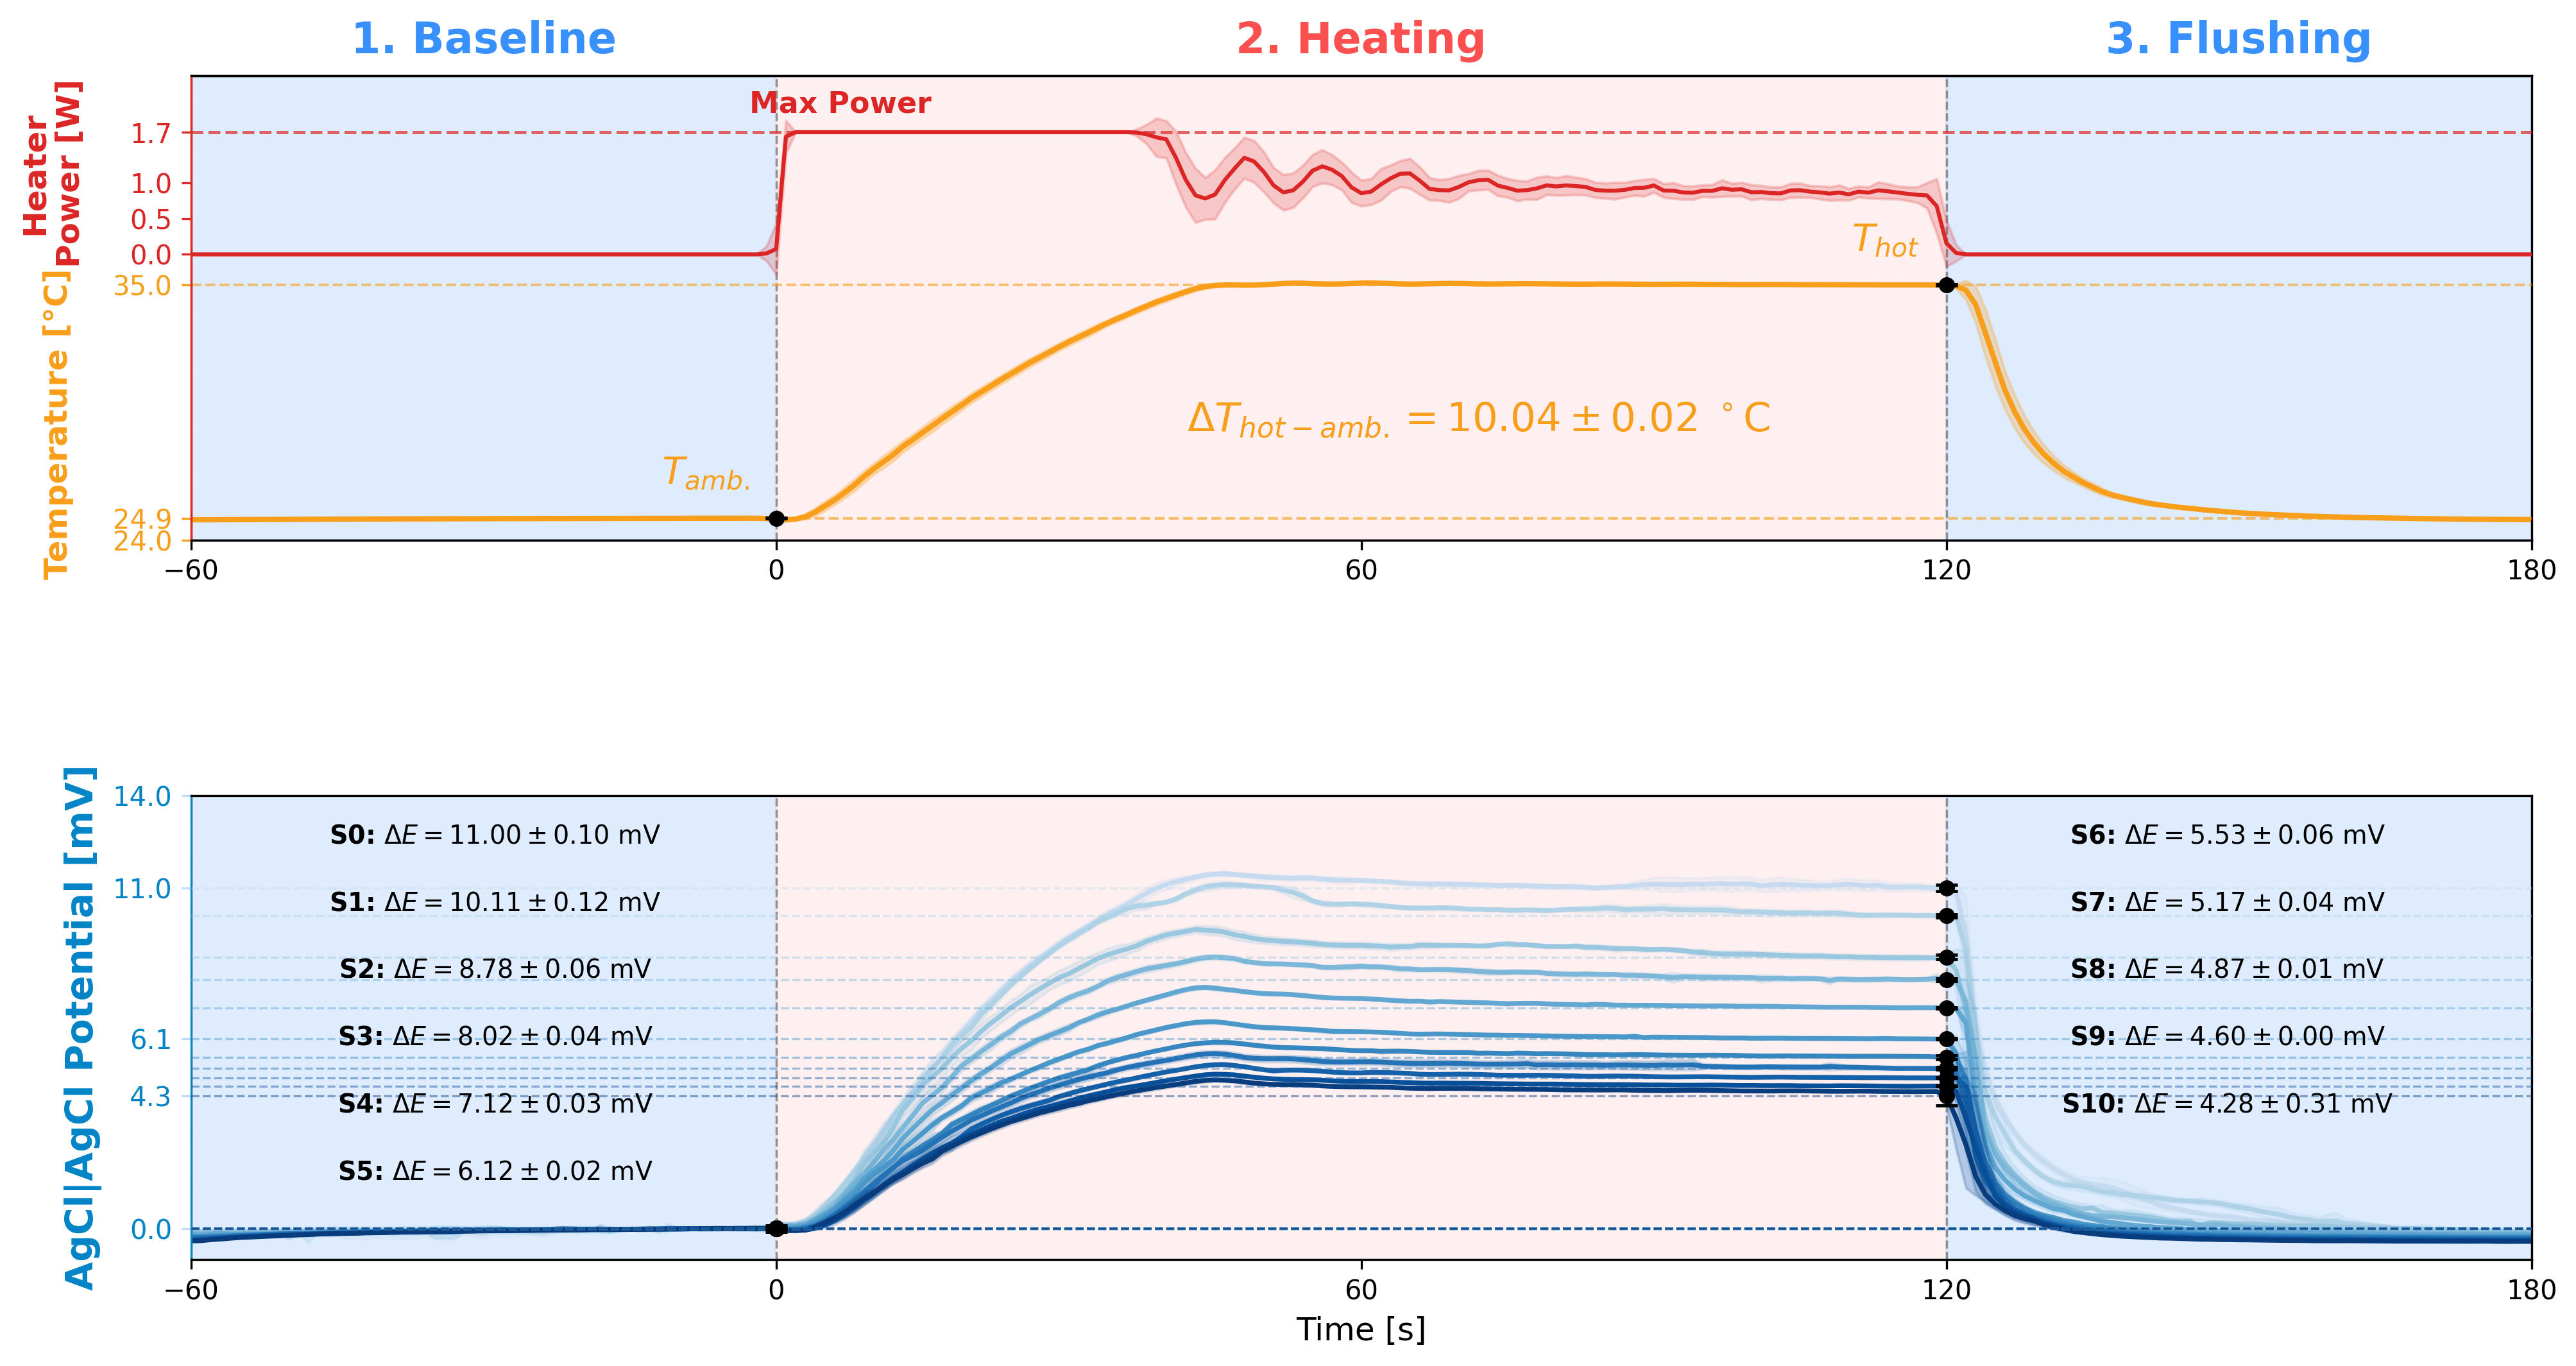 1. Baseline
2. Heating
3. Flushing
Heater
Power [W]
Max Power
1.7
1.0
0.5
0.0
Temperature [°C]
35.0
24.9
24.0
T_{hot}
ΔT_{hot-amb.} = 10.04 ± 0.02 °C
T_{amb.}
−60
0
60
120
180
AgCl|AgCl Potential [mV]
14.0
11.0
6.1
4.3
0.0
S0: ΔE = 11.00 ± 0.10 mV
S1: ΔE = 10.11 ± 0.12 mV
S2: ΔE = 8.78 ± 0.06 mV
S3: ΔE = 8.02 ± 0.04 mV
S4: ΔE = 7.12 ± 0.03 mV
S5: ΔE = 6.12 ± 0.02 mV
S6: ΔE = 5.53 ± 0.06 mV
S7: ΔE = 5.17 ± 0.04 mV
S8: ΔE = 4.87 ± 0.01 mV
S9: ΔE = 4.60 ± 0.00 mV
S10: ΔE = 4.28 ± 0.31 mV
−60
0
60
120
180
Time [s]